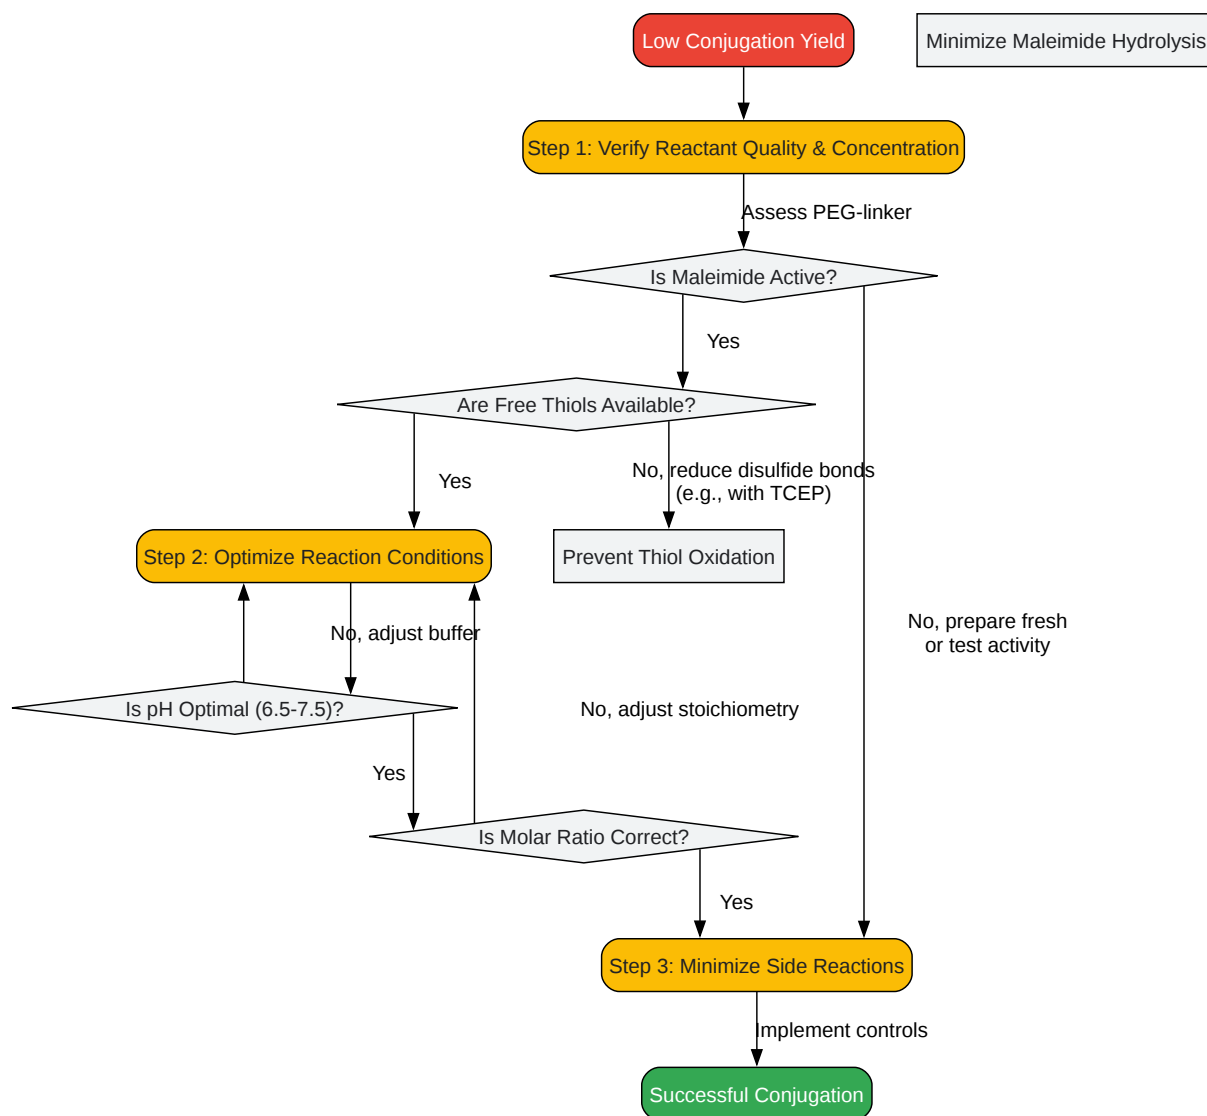 Low Conjugation Yield
Minimize Maleimide Hydrolysis
Step 1: Verify Reactant Quality & Concentration
Assess PEG-linker
Is Maleimide Active?
Yes
Are Free Thiols Available?
Yes
No, reduce disulfide bonds
(e.g., with TCEP)
Step 2: Optimize Reaction Conditions
Prevent Thiol Oxidation
No, adjust buffer
No, prepare fresh
or test activity
Is pH Optimal (6.5-7.5)?
No, adjust stoichiometry
Yes
Is Molar Ratio Correct?
Yes
Step 3: Minimize Side Reactions
Implement controls
Successful Conjugation